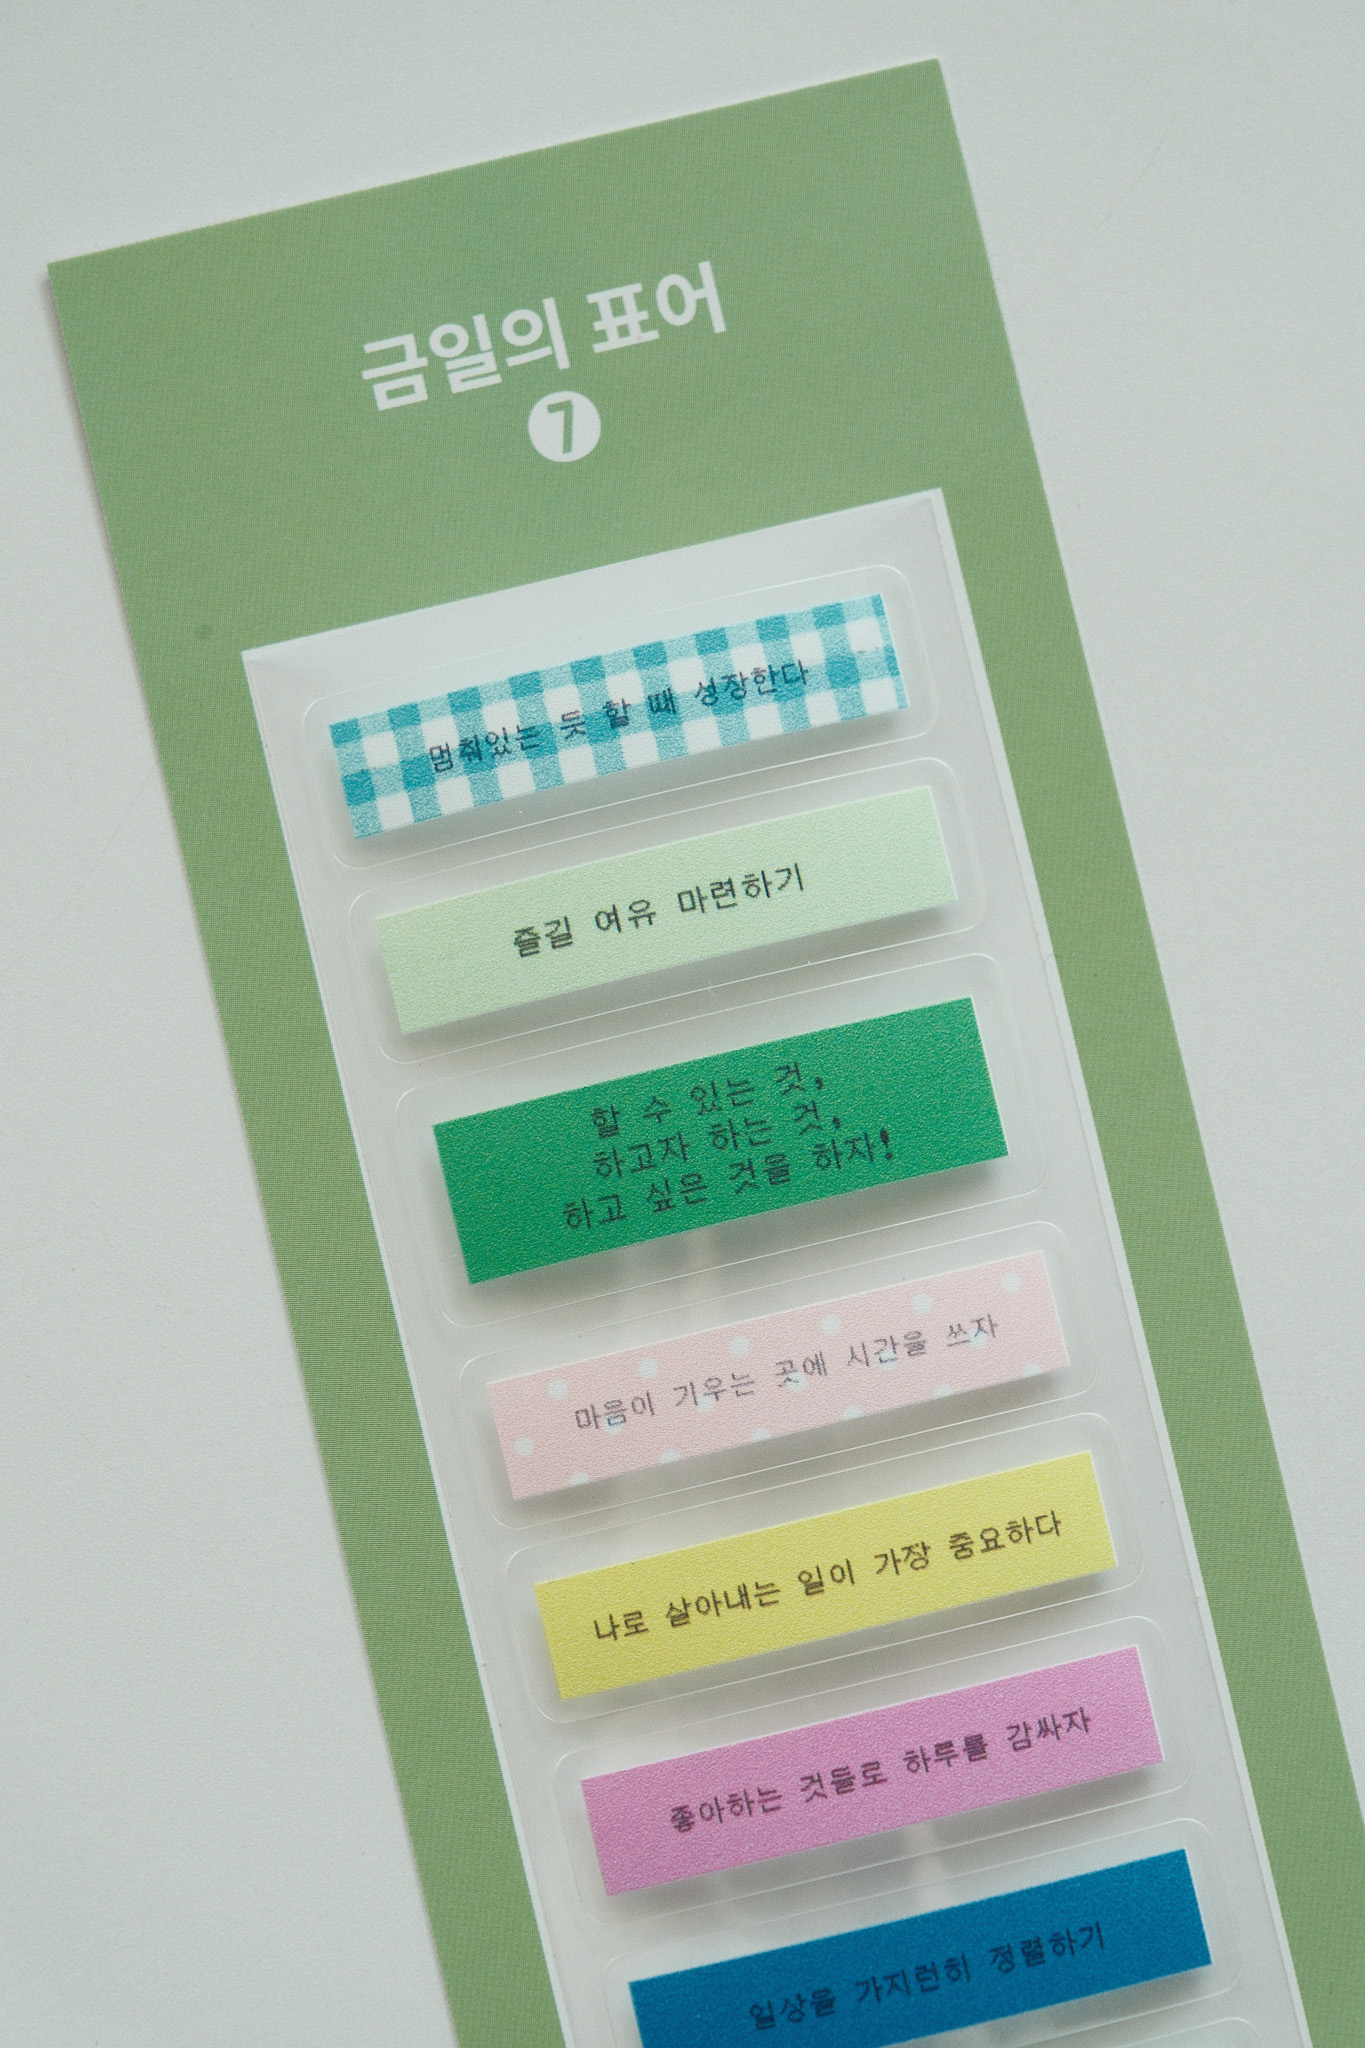 금일의 표어
7
멈춰있는 듯 할 때 성장한다
즐길 여유 마련하기
할 수 있는 것,
하고자 하는 것,
하고 싶은 것을 하자!
마음이 기우는 곳에 시간을 쓰자
나로 살아내는 일이 가장 중요하다
좋아하는 것들로 하루를 감싸자
일상을 가지런히 정렬하기